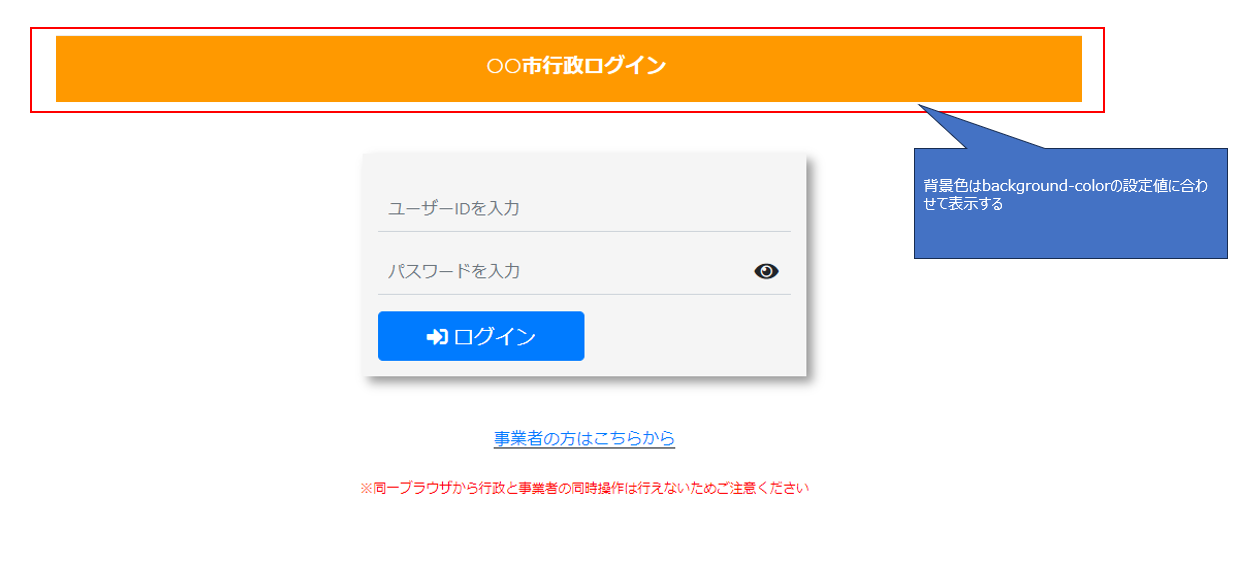 ○○市行政ログイン
背景色はbackground-colorの設定値に合わ
せて表示する
ユーザーIDを入力
パスワードを入力
ログイン
事業者の方はこちらから
※同一ブラウザから行政と事業者の同時操作は行えないためご注意ください